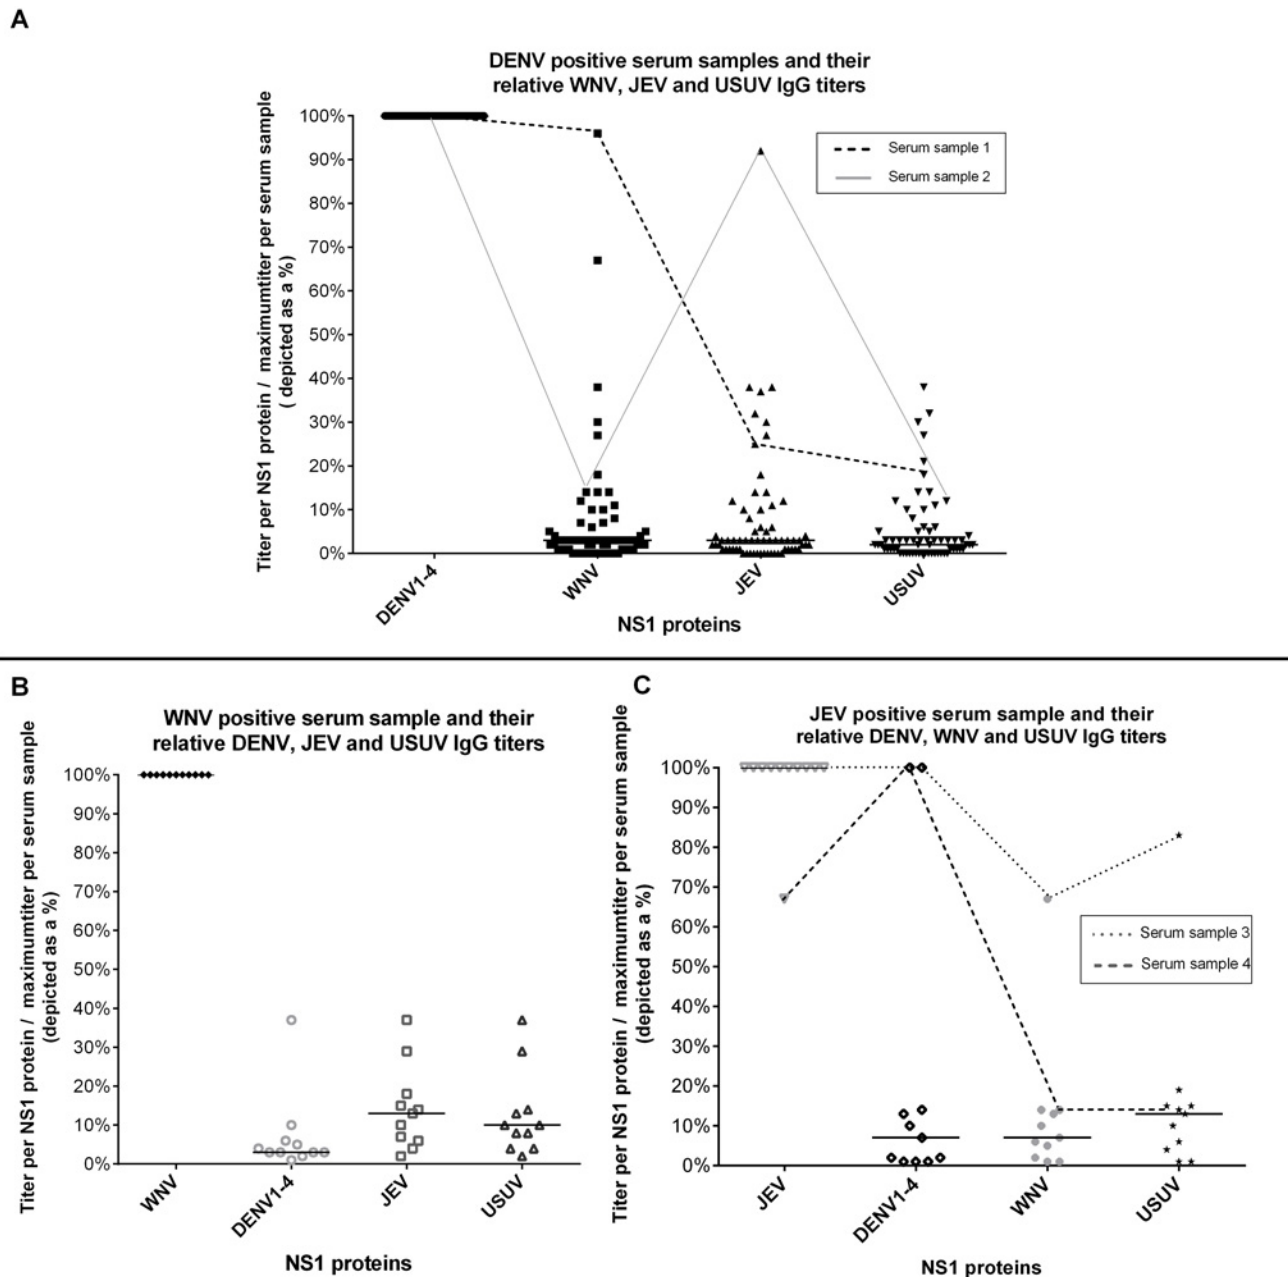 A
DENV positive serum samples and their
relative WNV, JEV and USUV IgG titers
Titer per NS1 protein / maximumtiter per serum sample
( depicted as a %)
100%
90%
80%
70%
60%
50%
40%
30%
20%
10%
0%
Serum sample 1
Serum sample 2
DENV1-4
WNV
JEV
USUV
NS1 proteins
B
WNV positive serum sample and their
relative DENV, JEV and USUV IgG titers
Titer per NS1 protein / maximumtiter per serum sample
(depicted as a %)
100%
90%
80%
70%
60%
50%
40%
30%
20%
10%
0%
WNV
DENV1-4
JEV
USUV
NS1 proteins
C
JEV positive serum sample and their
relative DENV, WNV and USUV IgG titers
Titer per NS1 protein / maximumtiter per serum sample
(depicted as a %)
100%
90%
80%
70%
60%
50%
40%
30%
20%
10%
0%
Serum sample 3
Serum sample 4
JEV
DENV1-4
WNV
USUV
NS1 proteins